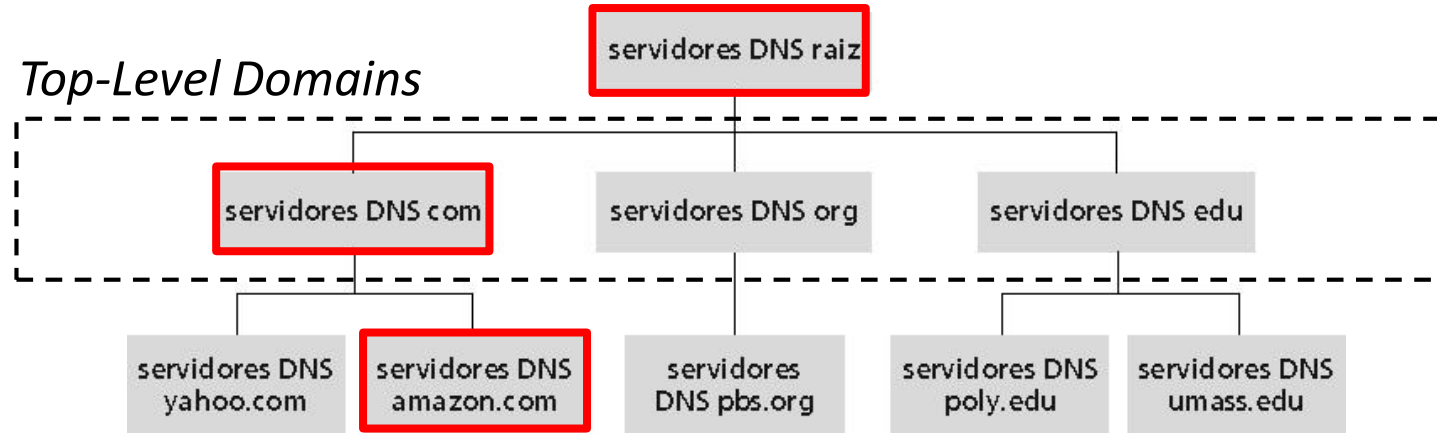 servidores DNS raiz
Top-Level Domains
servidores DNS com
servidores DNS org
servidores DNS edu
servidores DNS
yahoo.com
servidores DNS
amazon.com
servidores
DNS pbs.org
servidores DNS
poly.edu
servidores DNS
umass.edu